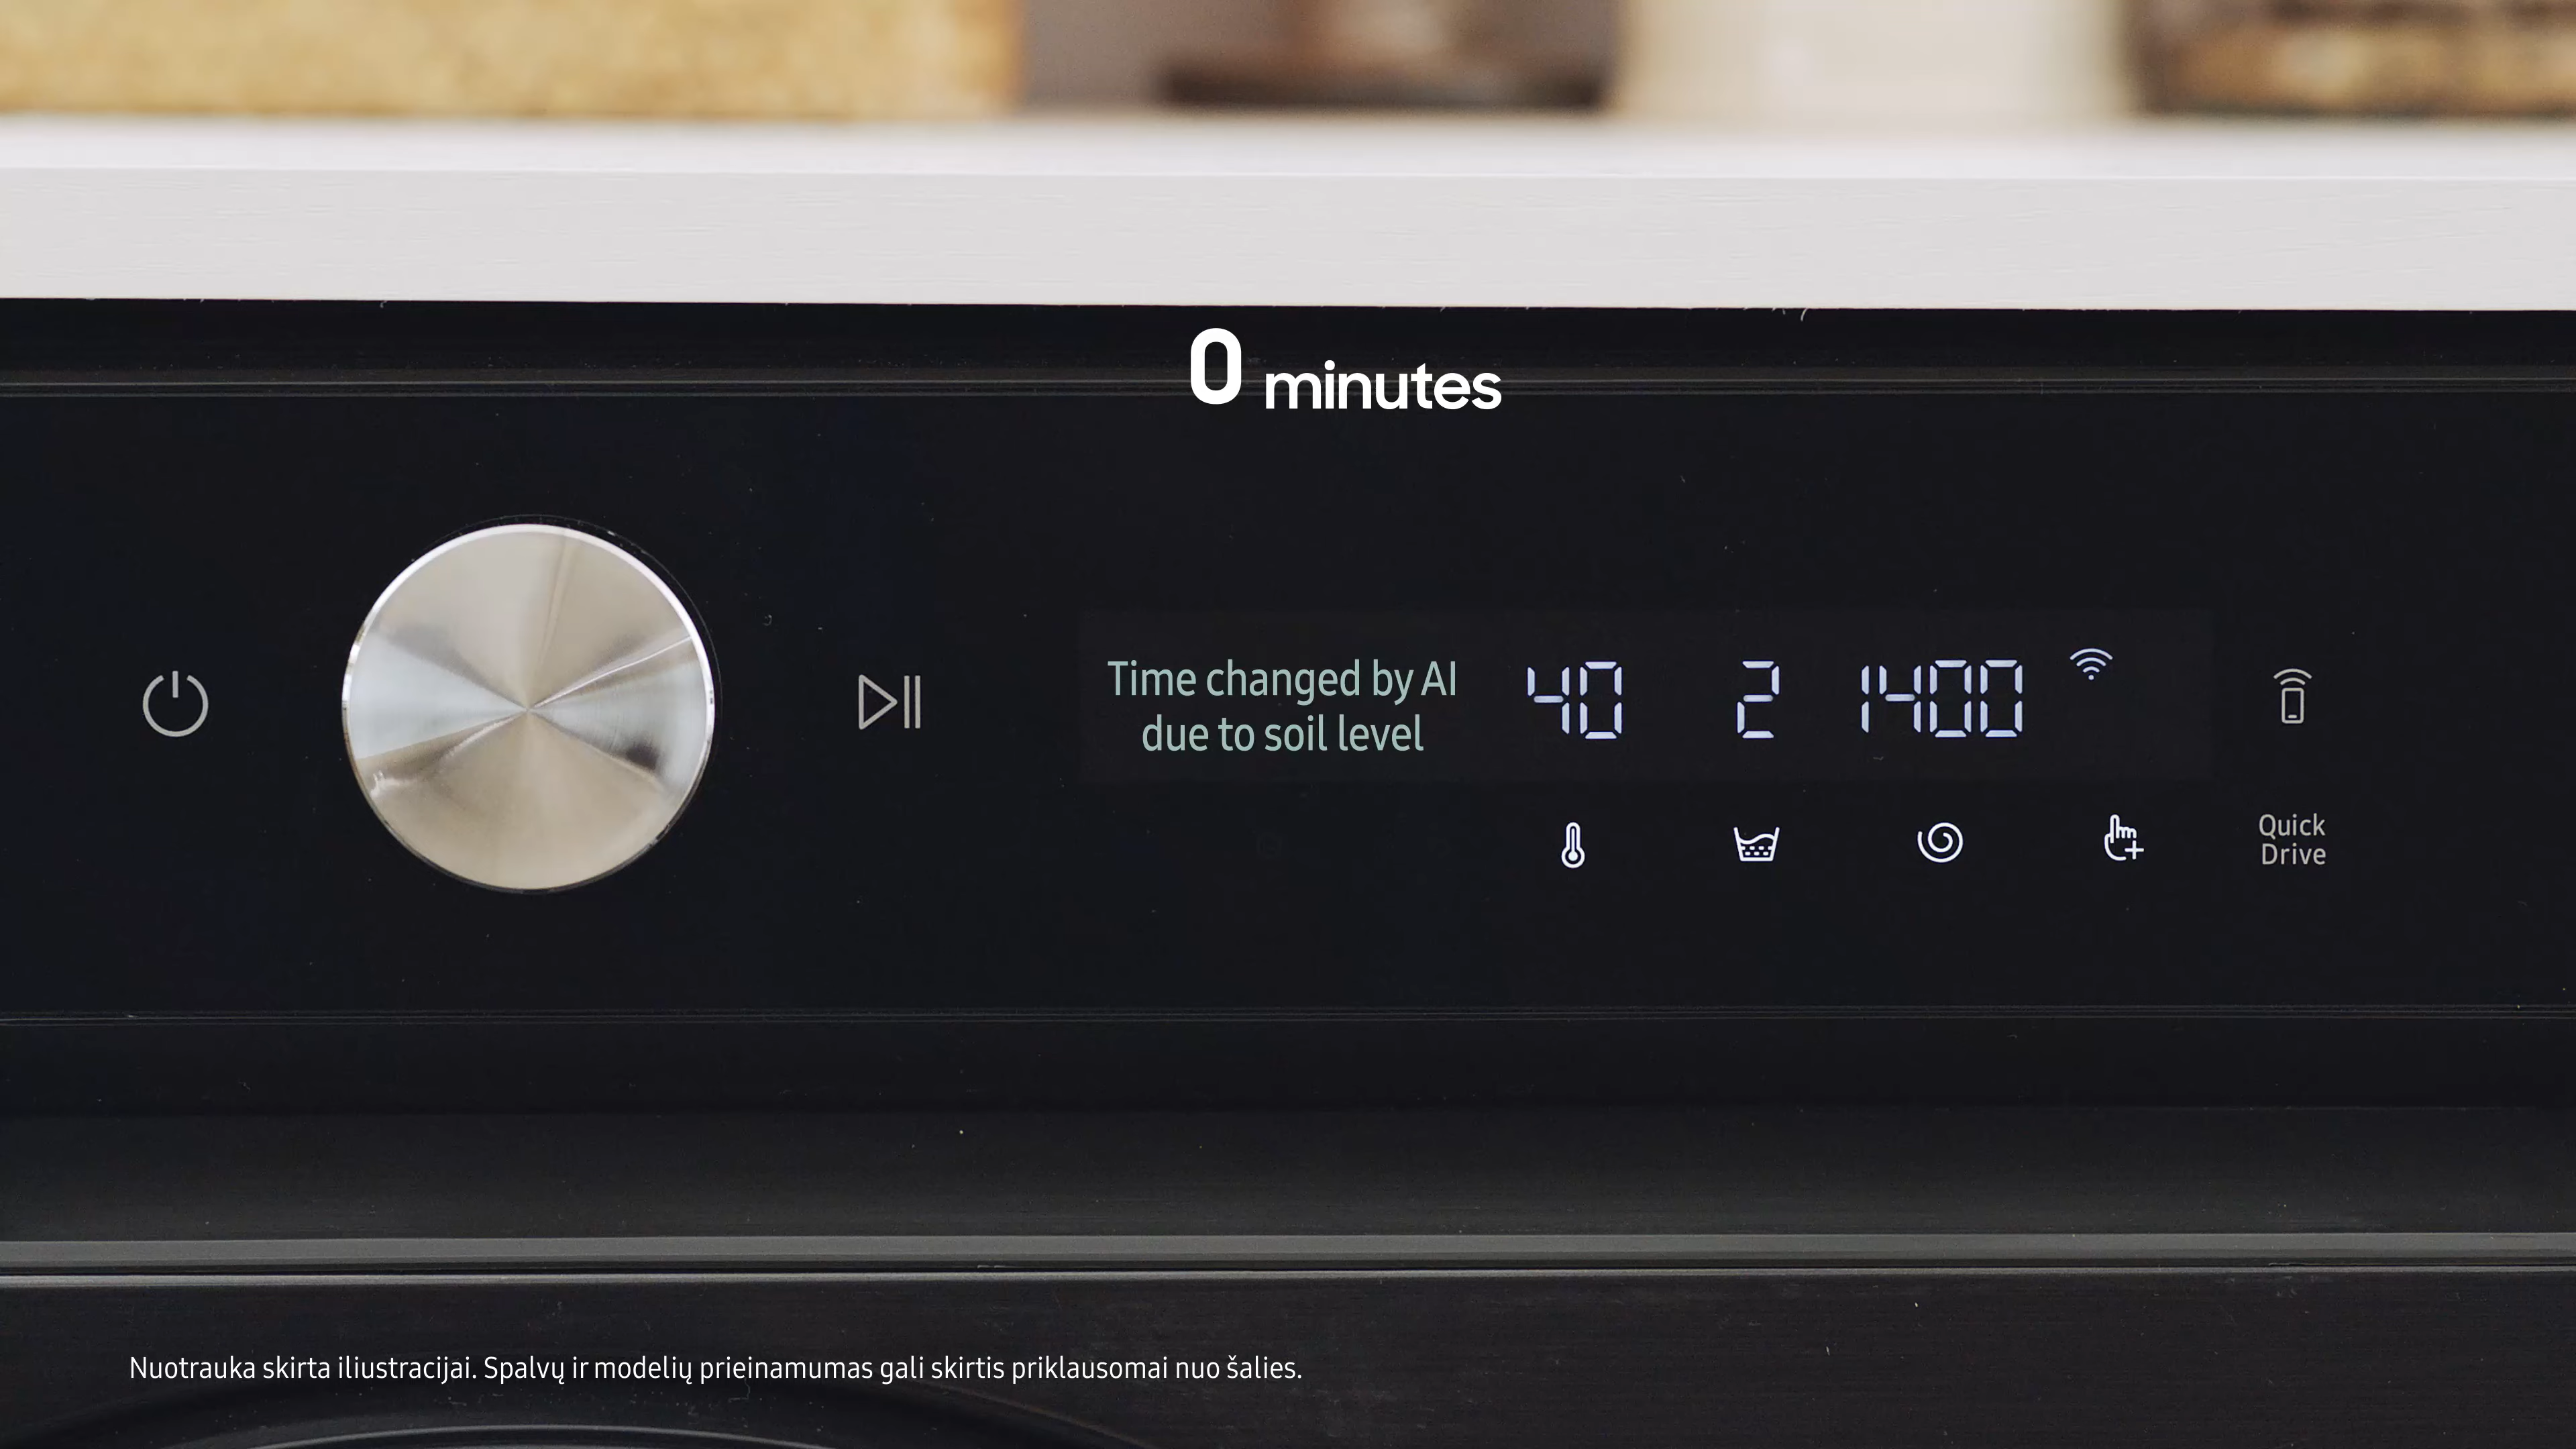 0 minutes
Time changed by AI
due to soil level
40 2 1400
Quick
Drive
Nuotrauka skirta iliustracijai. Spalvų ir modelių prieinamumas gali skirtis priklausomai nuo šalies.